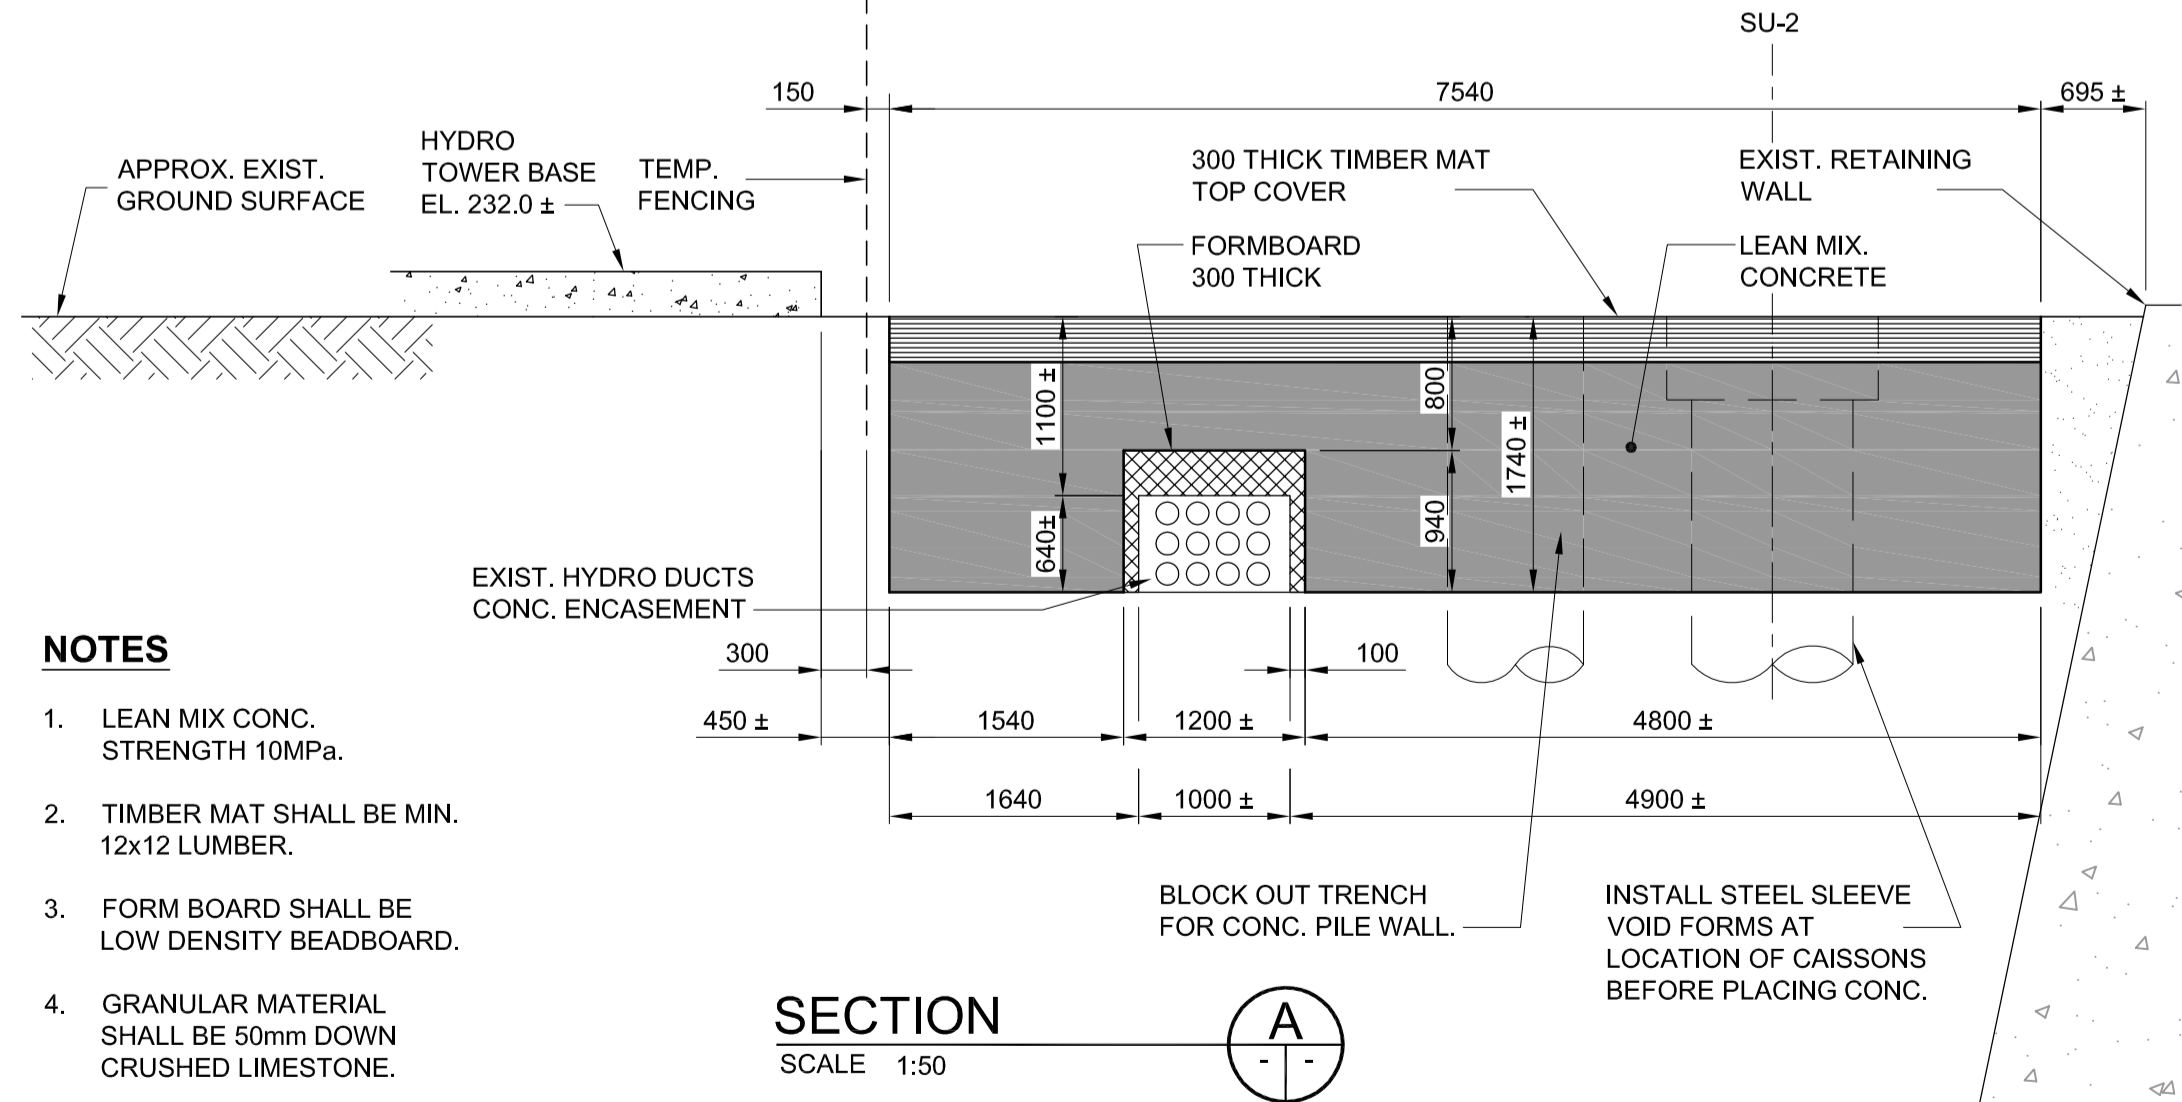 SU-2
150
7540
695 ±
APPROX. EXIST.
GROUND SURFACE
HYDRO
TOWER BASE
EL. 232.0 ±
TEMP.
FENCING
300 THICK TIMBER MAT
TOP COVER
EXIST. RETAINING
WALL
FORMBOARD
300 THICK
LEAN MIX.
CONCRETE
1100 ±
800
1740 ±
640±
940
EXIST. HYDRO DUCTS
CONC. ENCASEMENT
300
100
450 ±
1540
1200 ±
4800 ±
1640
1000 ±
4900 ±
BLOCK OUT TRENCH
FOR CONC. PILE WALL.
INSTALL STEEL SLEEVE
VOID FORMS AT
LOCATION OF CAISSONS
BEFORE PLACING CONC.
NOTES
1. LEAN MIX CONC.
STRENGTH 10MPa.
2. TIMBER MAT SHALL BE MIN.
12x12 LUMBER.
3. FORM BOARD SHALL BE
LOW DENSITY BEADBOARD.
4. GRANULAR MATERIAL
SHALL BE 50mm DOWN
CRUSHED LIMESTONE.
SECTION
SCALE 1:50
A
- -